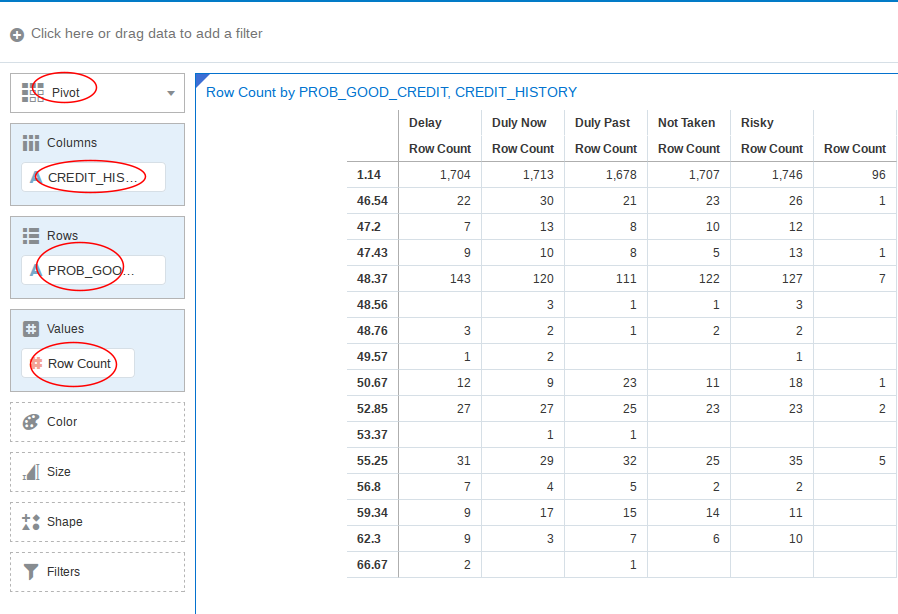 Click here or drag data to add a filter
Pivot
Columns
A CREDIT_HIS...
Rows
A PROB_GOO...
Values
# Row Count
Color
Size
Shape
Filters
Row Count by PROB_GOOD_CREDIT, CREDIT_HISTORY
Delay Duly Now Duly Past Not Taken Risky
Row Count Row Count Row Count Row Count Row Count Row Count
1.14 1,704 1,713 1,678 1,707 1,746 96
46.54 22 30 21 23 26 1
47.2 7 13 8 10 12
47.43 9 10 8 5 13 1
48.37 143 120 111 122 127 7
48.56 3 1 1 3
48.76 3 2 1 2 2
49.57 1 2 1
50.67 12 9 23 11 18 1
52.85 27 27 25 23 23 2
53.37 1 1
55.25 31 29 32 25 35 5
56.8 7 4 5 2 2
59.34 9 17 15 14 11
62.3 9 3 7 6 10
66.67 2 1